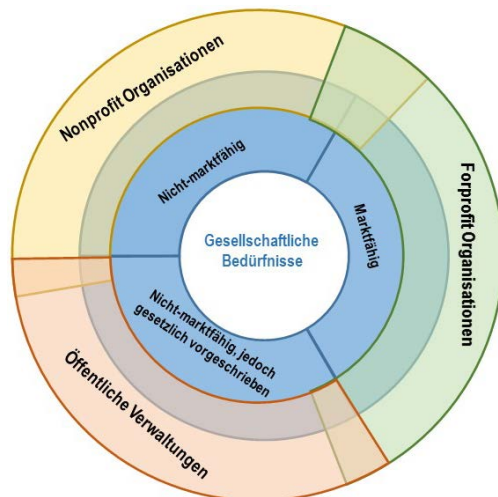 Nonprofit Organisationen
Nicht-marktfähig
Marktfähig
Forprofit Organisationen
Gesellschaftliche
Bedürfnisse
Nicht-marktfähig, jedoch
gesetzlich vorgeschrieben
Öffentliche Verwaltungen